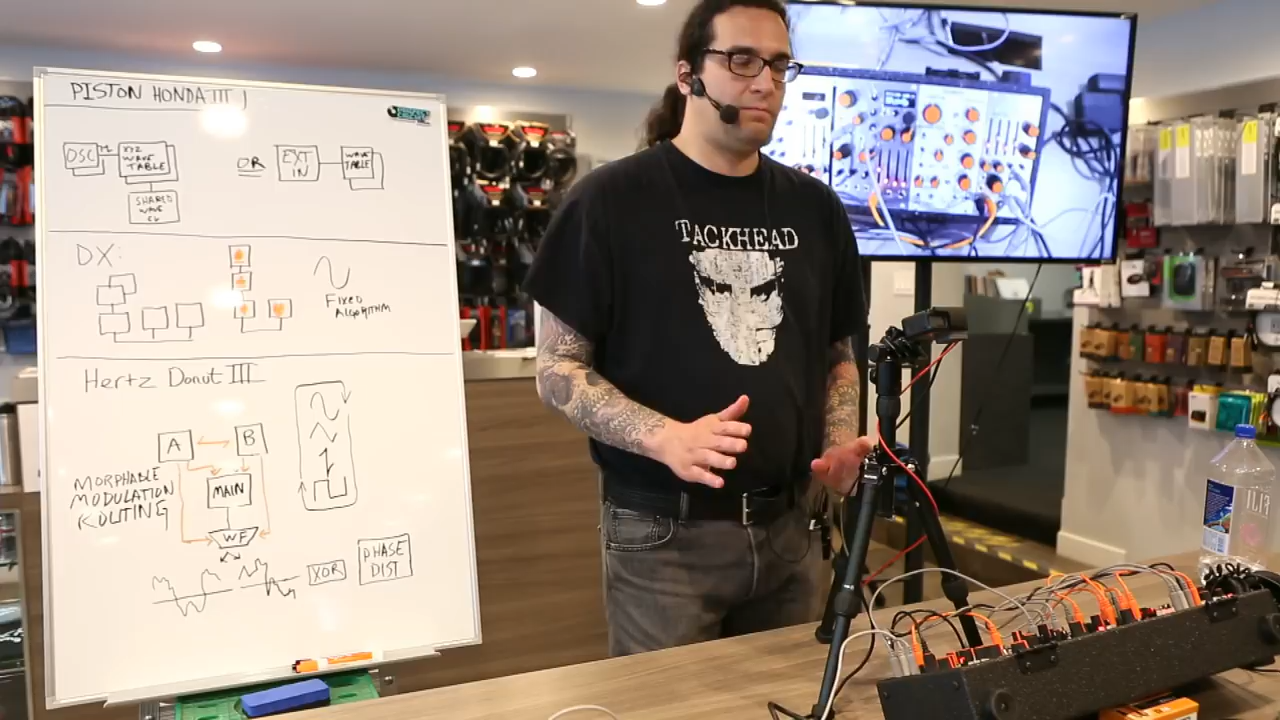 PISTON HONDA III
OSC
XYZ
WAVE
TABLE
OR
EXT
IN
WAVE
TABLE
SHARED
WAVE
DX:
FIXED
ALGORITHM
Hertz Donut III
A
B
MORPHABLE
MODULATION
ROUTING
MAIN
WF
XOR
PHASE
DIST
TACKHEAD
FIJI